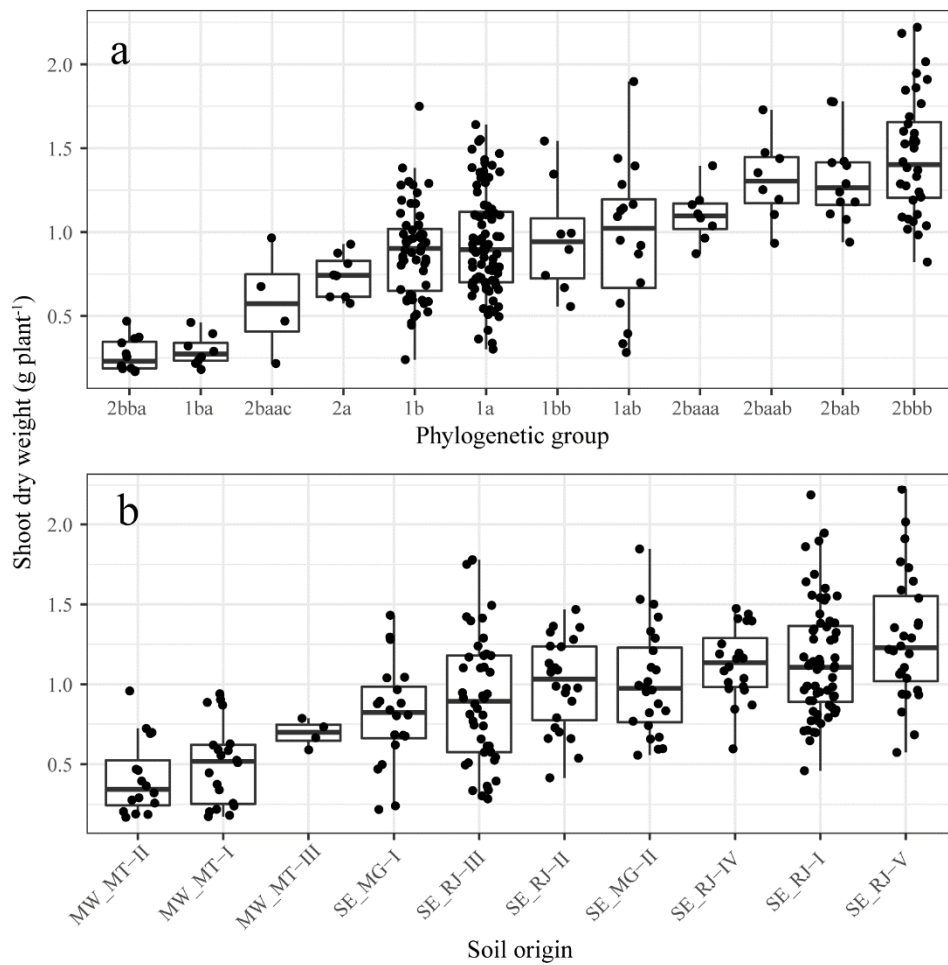 a
2.0
1.5
1.0
0.5
2bba 1ba 2baac 2a 1b 1a 1bb 1ab 2baaa 2baab 2bab 2bbb
Phylogenetic group
Shoot dry weight (g plant⁻¹)
b
2.0
1.5
1.0
0.5
MW_MT−II MW_MT−I MW_MT−III SE_MG−I SE_RJ−III SE_RJ−II SE_MG−II SE_RJ−IV SE_RJ−I SE_RJ−V
Soil origin